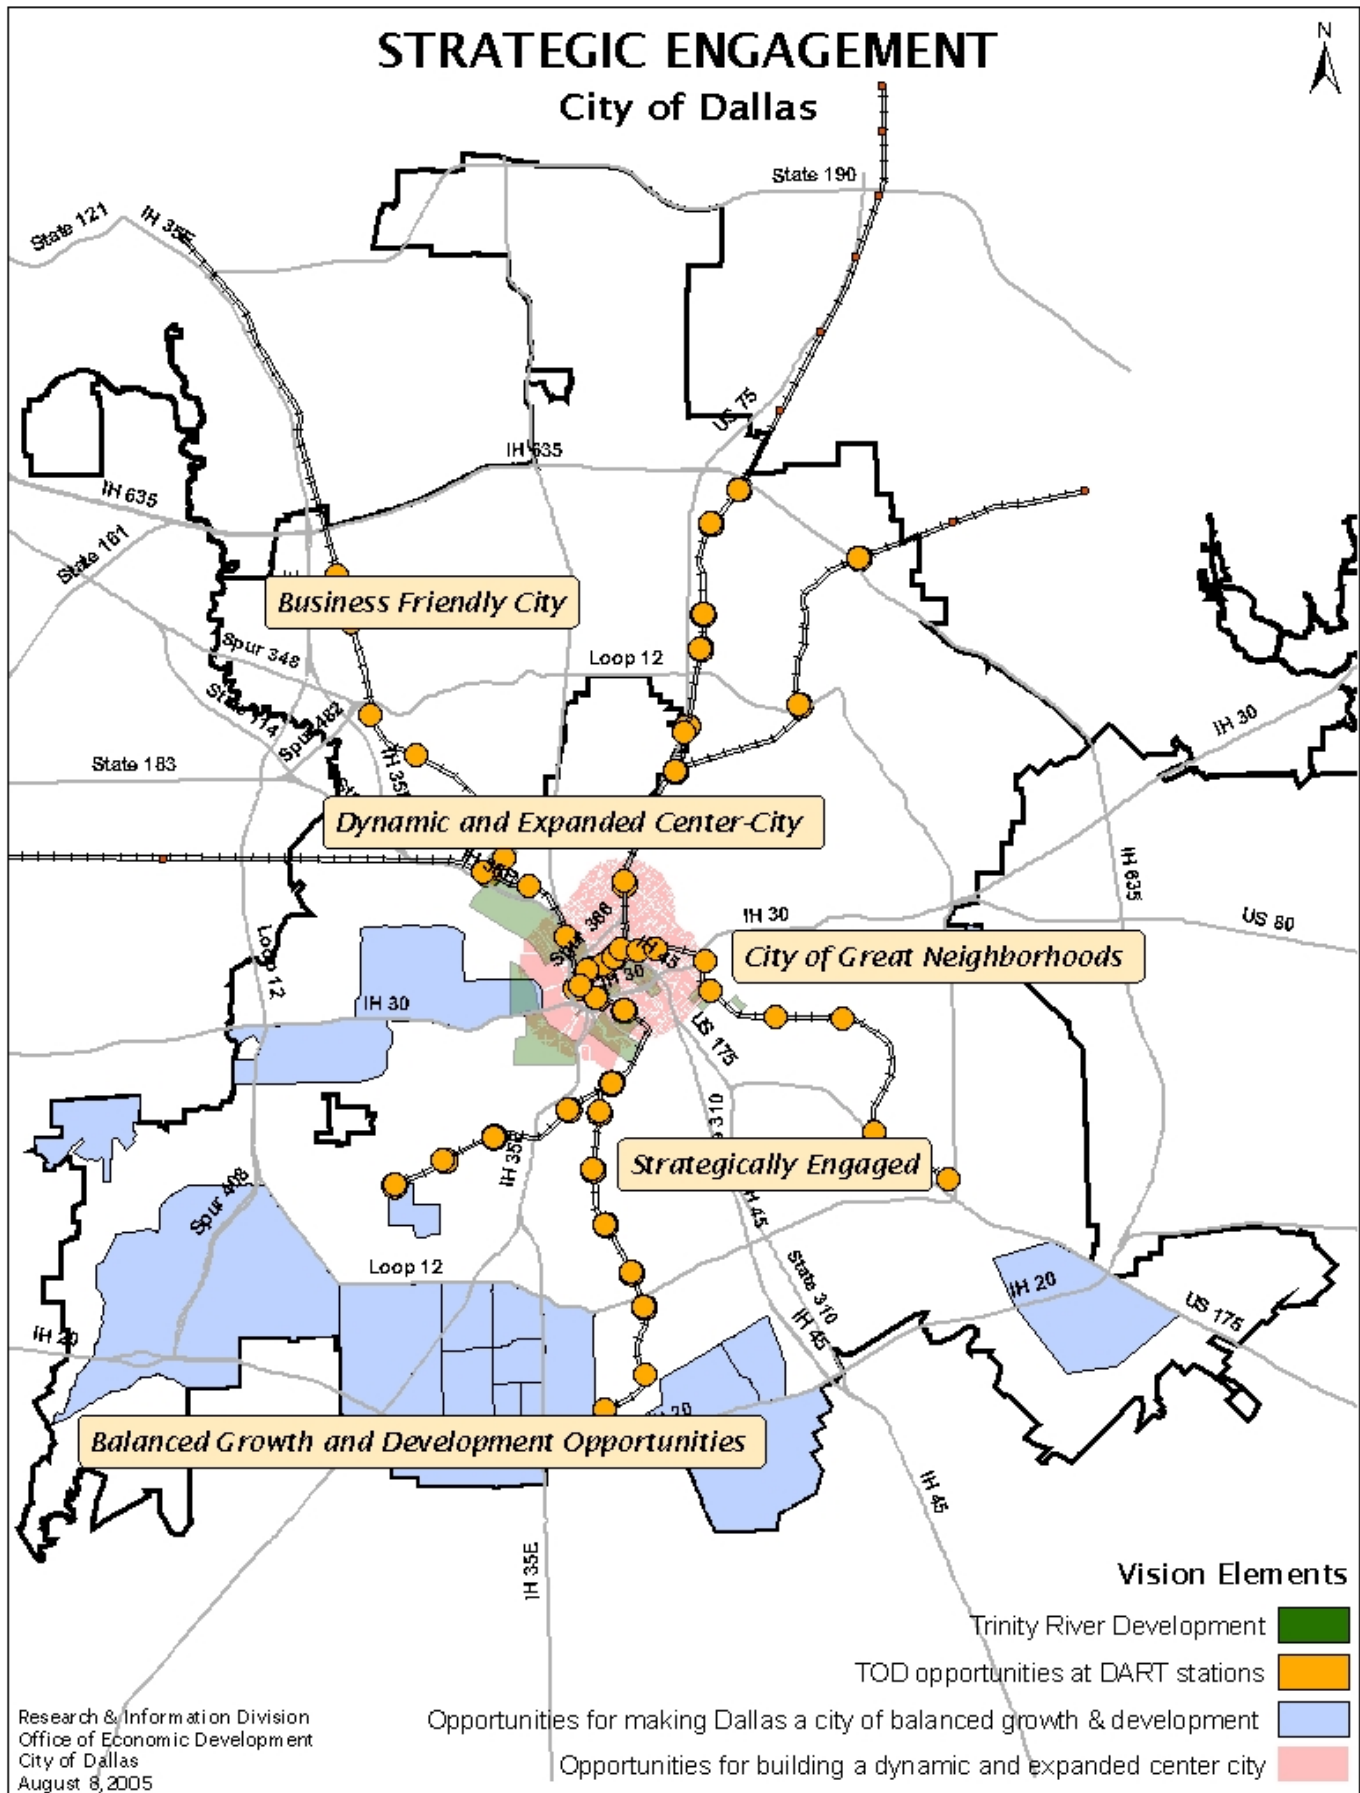 STRATEGIC ENGAGEMENT
City of Dallas
N
State 190
State 121
IH 35E
US 75
IH 635
IH 635
State 161
Business Friendly City
Spur 348
Loop 12
State 114
Spur 482
IH 30
State 183
IH 35E
Dynamic and Expanded Center-City
IH 635
IH 30
US 80
Spur 366
IH 45
City of Great Neighborhoods
Loop 12
IH 30
IH 30
US 175
310
Strategically Engaged
IH 35E
Spur 408
IH 45
Loop 12
State 310
IH 20
IH 45
US 175
IH 20
IH 20
Balanced Growth and Development Opportunities
IH 45
IH 35E
Vision Elements
Trinity River Development
TOD opportunities at DART stations
Opportunities for making Dallas a city of balanced growth & development
Opportunities for building a dynamic and expanded center city
Research & Information Division
Office of Economic Development
City of Dallas
August 8, 2005